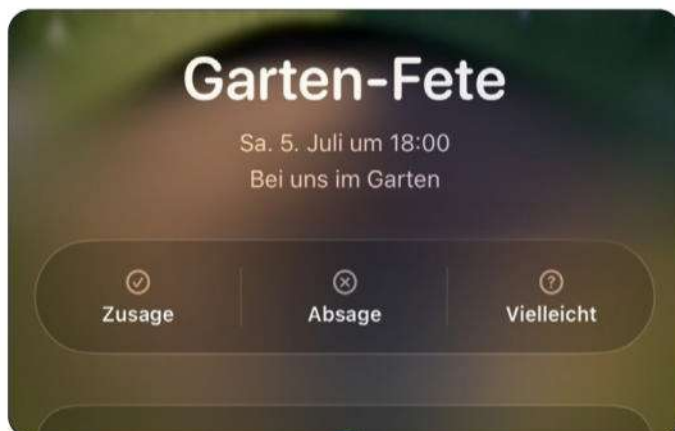 Garten-Fete
Sa. 5. Juli um 18:00
Bei uns im Garten
Zusage
Absage
Vielleicht